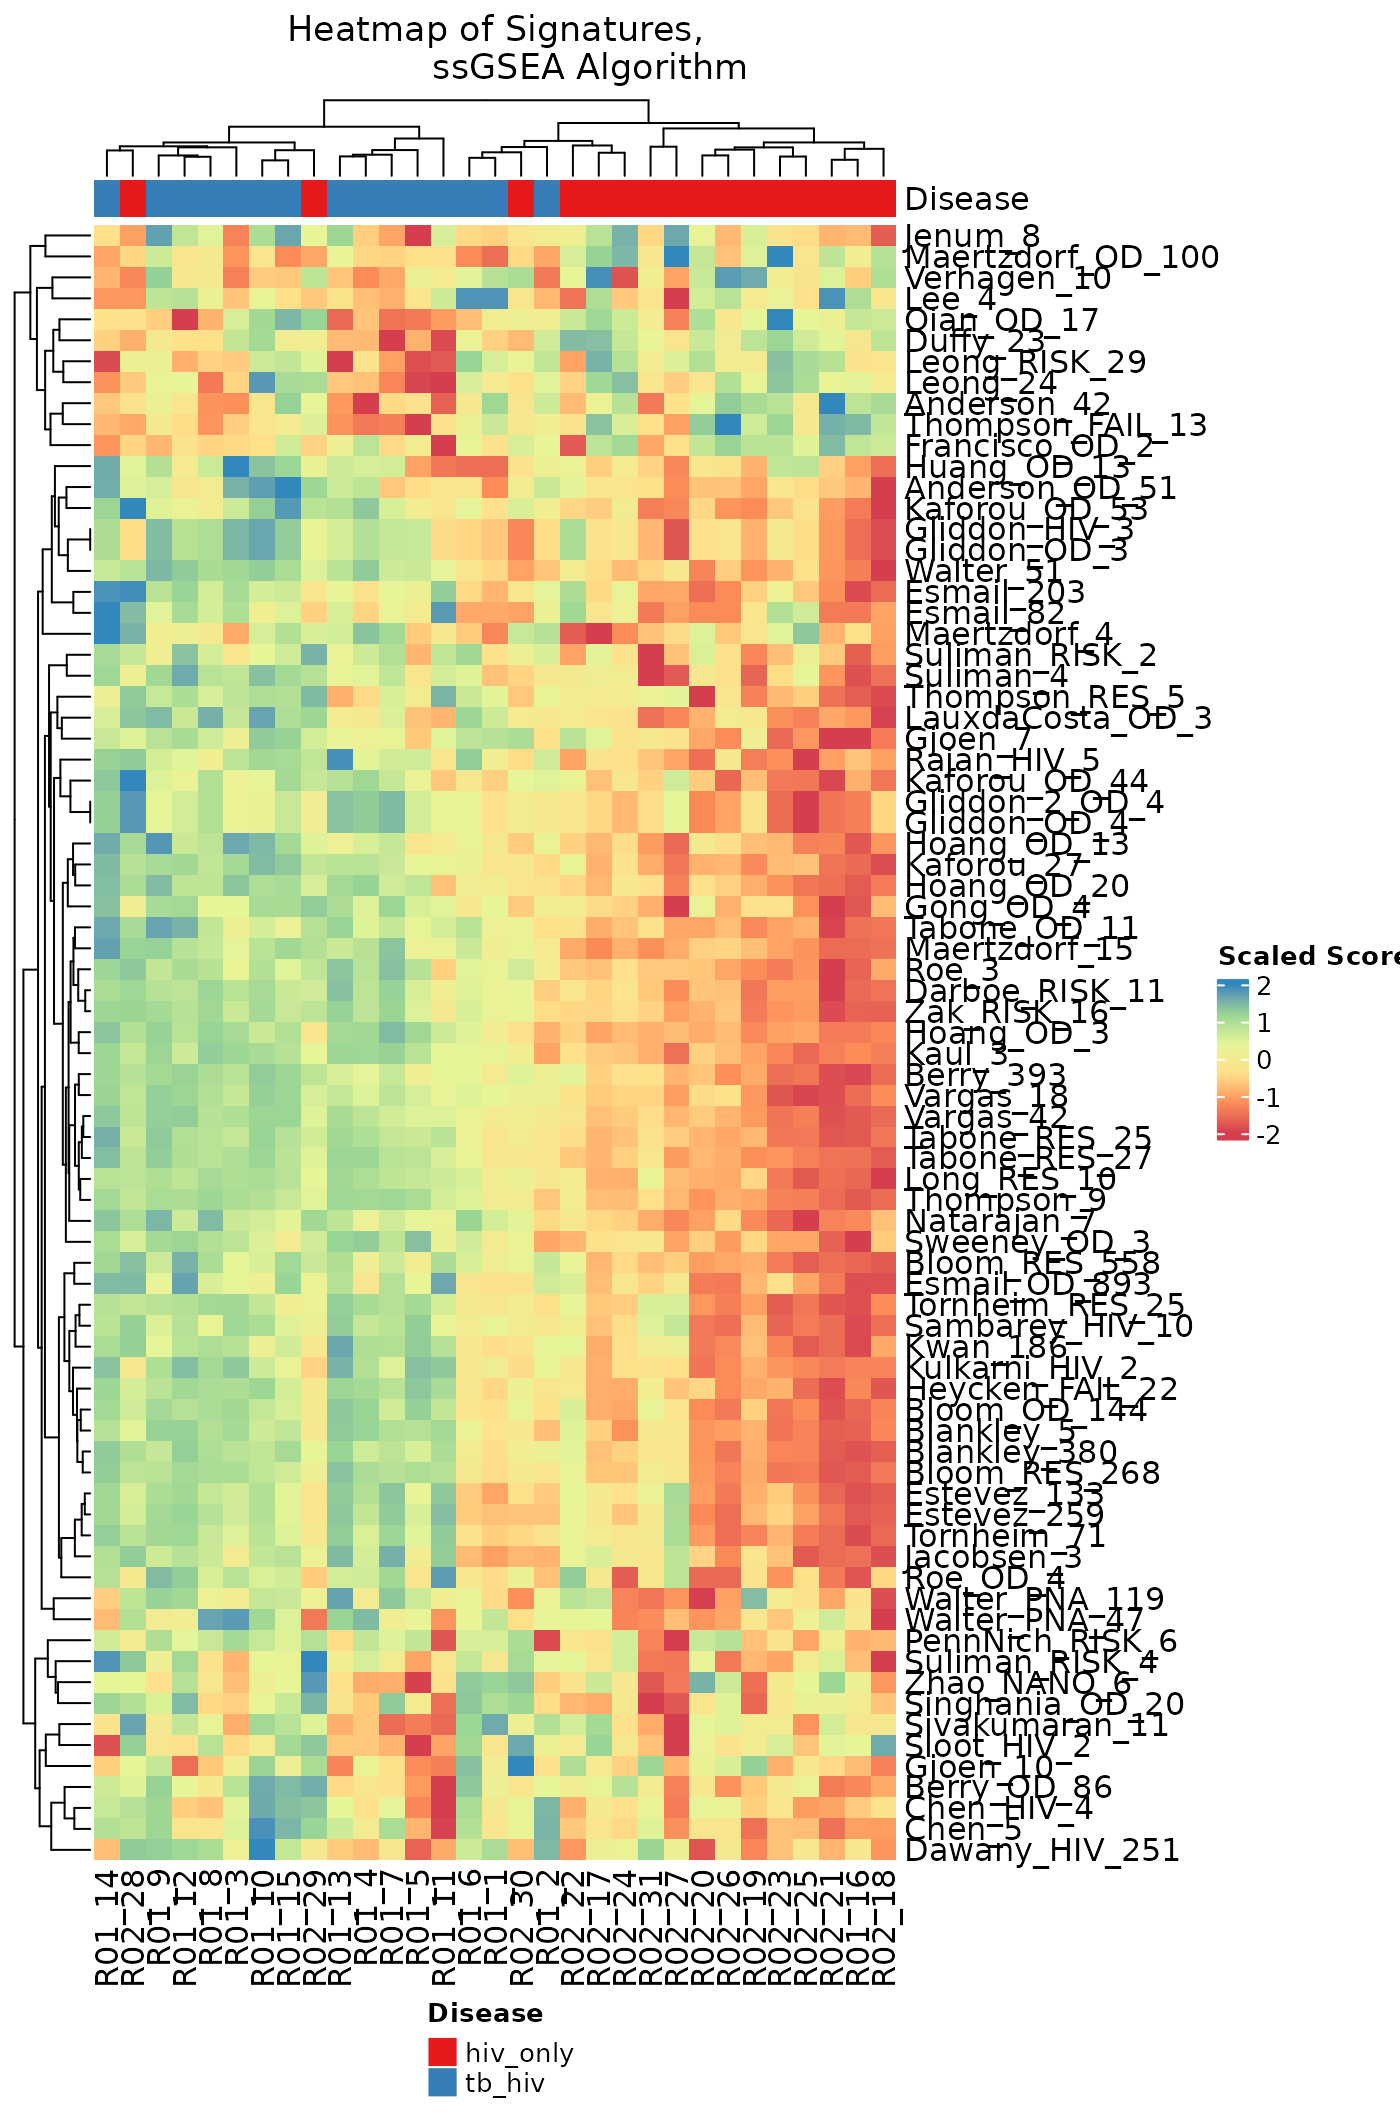 Heatmap of Signatures,
ssGSEA Algorithm
Disease
Jenum_8
Maertzdorf_OD_100
Verhagen_10
Lee_4
Qian_OD_17
Duffy_23
Leong_RISK_29
Leong_24
Anderson_42
Thompson_FAIL_13
Francisco_OD_2
Huang_OD_13
Anderson_OD_51
Kaforou_OD_53
Gliddon_HIV_3
Gliddon_OD_3
Walter_51
Esmail_203
Esmail_82
Maertzdorf_4
Suliman_RISK_2
Suliman_4
Thompson_RES_5
LauxdaCosta_OD_3
Gjoen_7
Rajan_HIV_5
Kaforou_OD_44
Gliddon_2_OD_4
Gliddon_OD_4
Hoang_OD_13
Kaforou_27
Hoang_OD_20
Gong_OD_4
Tabone_OD_11
Maertzdorf_15
Roe_3
Darboe_RISK_11
Zak_RISK_16
Hoang_OD_3
Kaul_3
Berry_393
Vargas_18
Vargas_42
Tabone_RES_25
Tabone_RES_27
Long_RES_10
Thompson_9
Natarajan_7
Sweeney_OD_3
Bloom_RES_558
Esmail_OD_893
Tornheim_RES_25
Sambarey_HIV_10
Kwan_186
Kulkarni_HIV_2
Heycken_FAIL_22
Bloom_OD_144
Blankley_5
Blankley_380
Bloom_RES_268
Estevez_133
Estevez_259
Tornheim_71
Jacobsen_3
Roe_OD_4
Walter_PNA_119
Walter_PNA_47
PennNich_RISK_6
Suliman_RISK_4
Zhao_NANO_6
Singhania_OD_20
Sivakumaran_11
Sloot_HIV_2
Gjoen_10
Berry_OD_86
Chen_HIV_4
Chen_5
Dawany_HIV_251
Scaled Score
2
1
0
-1
-2
R01_14
R02_28
R01_9
R01_12
R01_8
R01_3
R01_10
R01_15
R02_29
R01_13
R01_4
R01_7
R01_5
R01_11
R01_6
R01_1
R02_30
R01_2
R02_22
R02_17
R02_24
R02_31
R02_27
R02_20
R02_26
R02_19
R02_23
R02_25
R02_21
R01_16
R02_18
Disease
hiv_only
tb_hiv